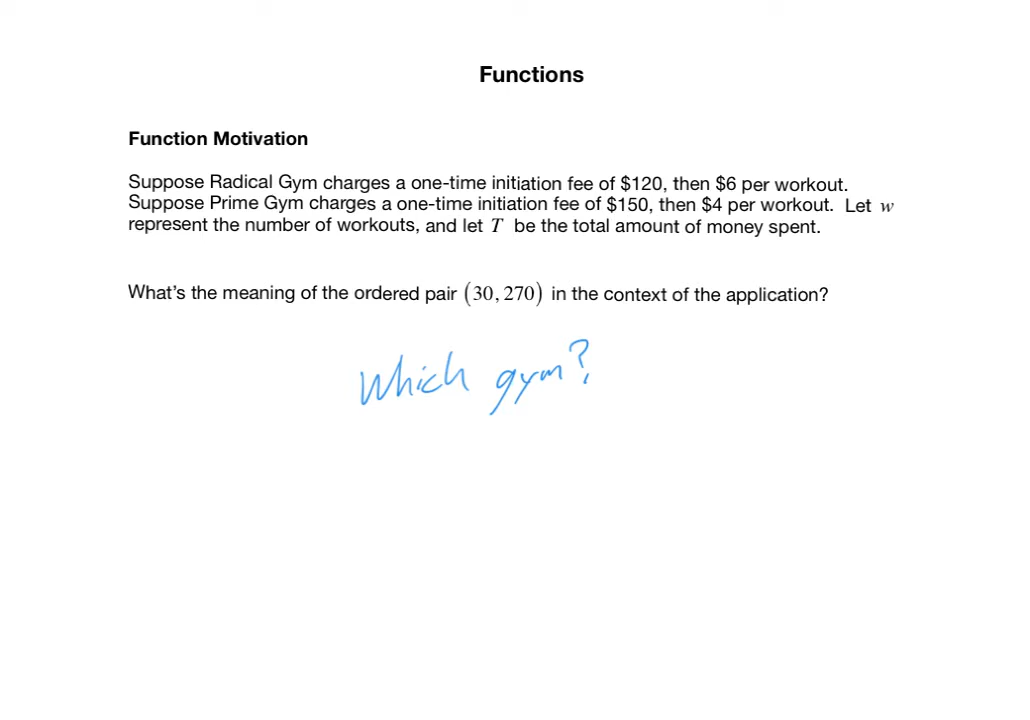 Functions
Function Motivation
Suppose Radical Gym charges a one-time initiation fee of $120, then $6 per workout.
Suppose Prime Gym charges a one-time initiation fee of $150, then $4 per workout. Let w
represent the number of workouts, and let T be the total amount of money spent.
What's the meaning of the ordered pair (30, 270) in the context of the application?
Which gym?